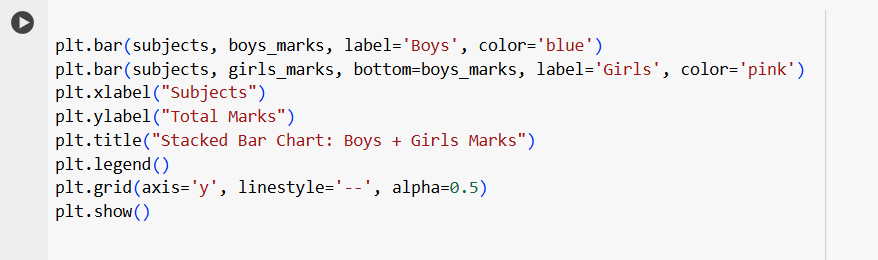 plt.bar(subjects, boys_marks, label='Boys', color='blue')
plt.bar(subjects, girls_marks, bottom=boys_marks, label='Girls', color='pink')
plt.xlabel("Subjects")
plt.ylabel("Total Marks")
plt.title("Stacked Bar Chart: Boys + Girls Marks")
plt.legend()
plt.grid(axis='y', linestyle='--', alpha=0.5)
plt.show()